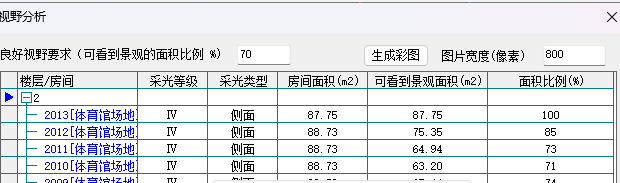 视野分析
良好视野要求（可看到景观的面积比例 %） 70 生成彩图 图片宽度(像素) 800
楼层/房间 采光等级 采光类型 房间面积(m2) 可看到景观面积(m2) 面积比例(%)
2
2013[体育馆场地] Ⅳ 侧面 87.75 87.75 100
2012[体育馆场地] Ⅳ 侧面 88.73 75.35 85
2011[体育馆场地] Ⅳ 侧面 88.73 64.94 73
2010[体育馆场地] Ⅳ 侧面 88.73 63.20 71